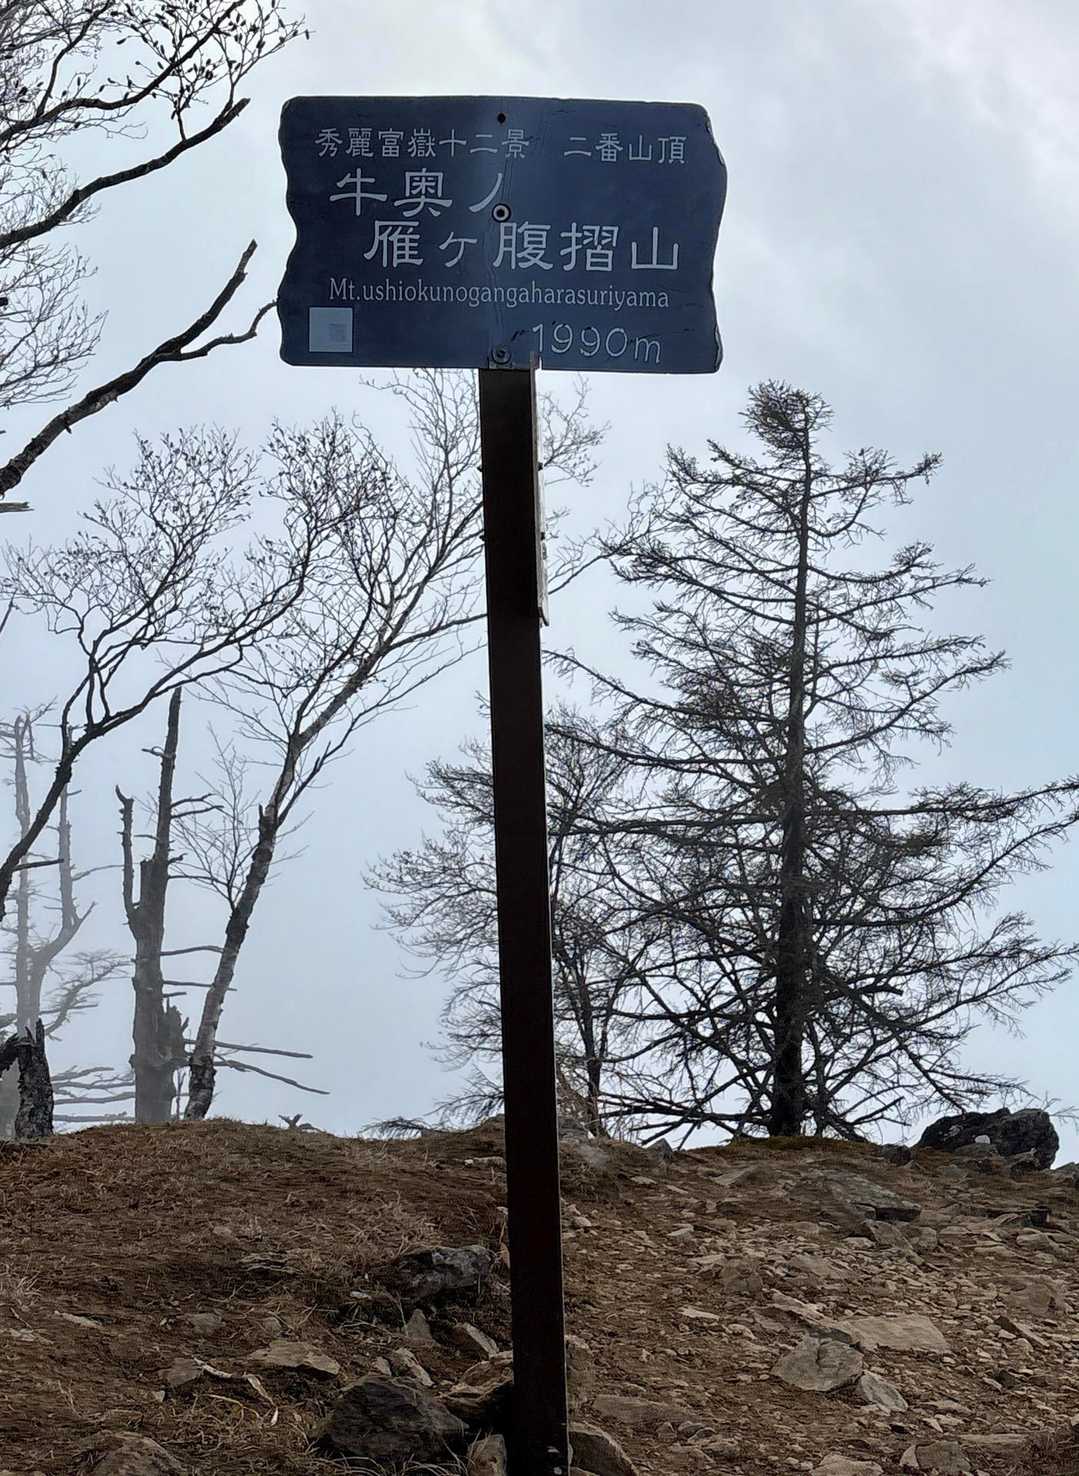 秀麗富嶽十二景 二番山頂
牛奥ノ
雁ヶ腹摺山
Mt.ushiokunogangaharasuriyama
1990m